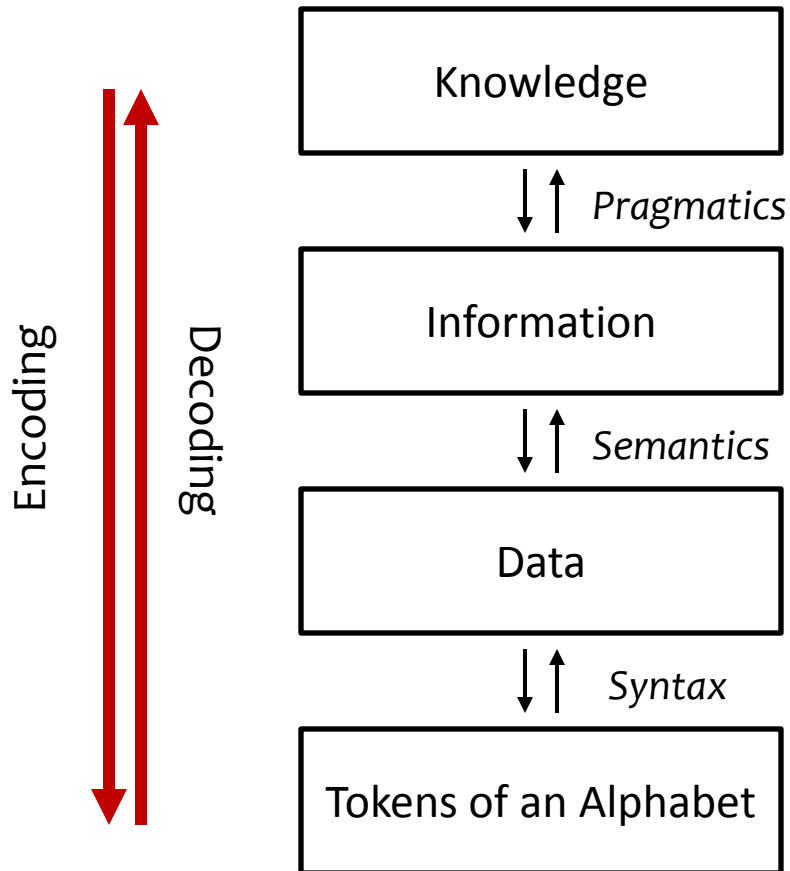 Knowledge
Pragmatics
Information
Encoding
Decoding
Semantics
Data
Syntax
Tokens of an Alphabet